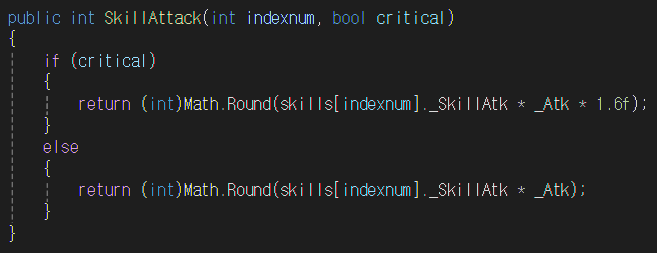 public int SkillAttack(int indexnum, bool critical)
{
    if (critical)
    {
        return (int)Math.Round(skills[indexnum]._SkillAtk * _Atk * 1.6f);
    }
    else
    {
        return (int)Math.Round(skills[indexnum]._SkillAtk * _Atk);
    }
}